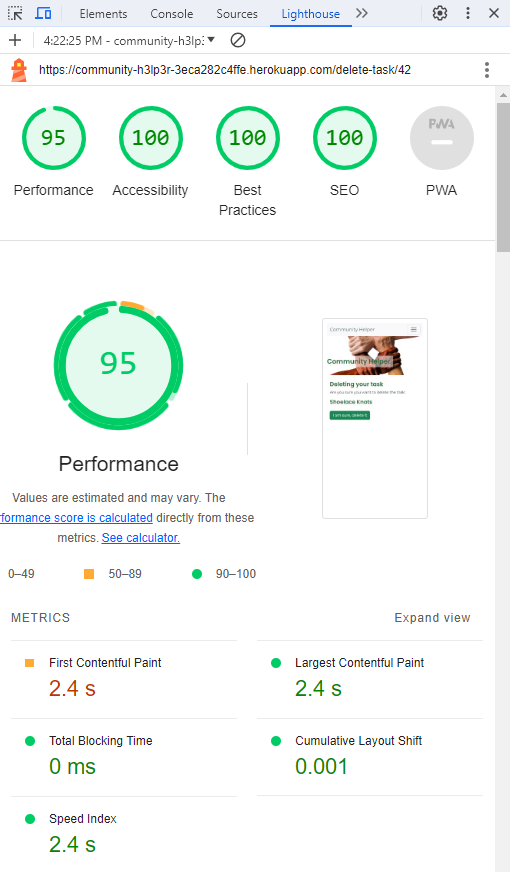 Elements Console Sources Lighthouse
4:22:25 PM - community-h3lp3
https://community-h3lp3r-3eca282c4ffe.herokuapp.com/delete-task/42
95 100 100 100 PWA
Performance Accessibility Best Practices SEO PWA
95
Community Helper
Community Helper
Deleting your task
Are you sure you want to delete the task
Shoelace Knots
I am sure, delete it
Performance
Values are estimated and may vary. The
formance score is calculated directly from these
metrics. See calculator.
0–49 50–89 90–100
METRICS Expand view
First Contentful Paint Largest Contentful Paint
2.4 s 2.4 s
Total Blocking Time Cumulative Layout Shift
0 ms 0.001
Speed Index
2.4 s